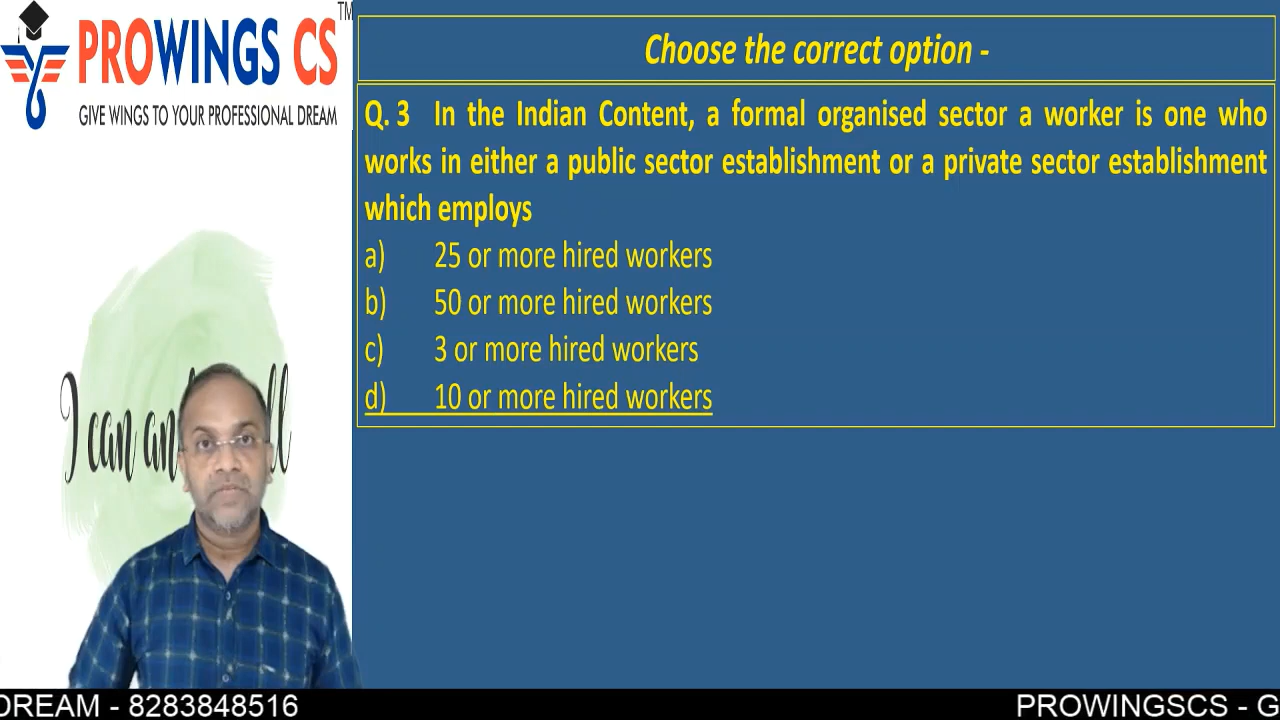 TM
PROWINGS CS
GIVE WINGS TO YOUR PROFESSIONAL DREAM
Choose the correct option -
Q. 3 In the Indian Content, a formal organised sector a worker is one who
works in either a public sector establishment or a private sector establishment
which employs
a) 25 or more hired workers
b) 50 or more hired workers
c) 3 or more hired workers
d) 10 or more hired workers
I can an ll
DREAM - 8283848516
PROWINGSCS - G